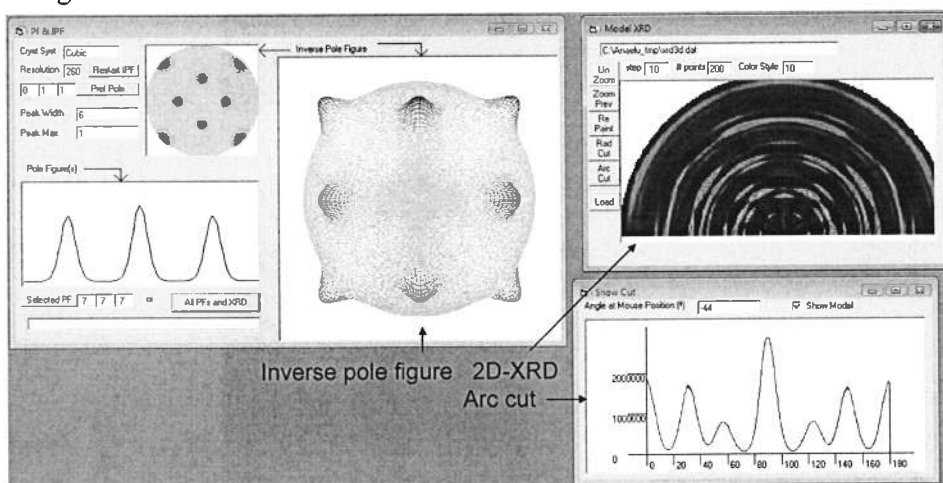 PF & IPF
Cryst Syst Cubic
Resolution 260 Restart IPF
0 1 1 Pref Pole
Peak Width 6
Peak Max 1
Inverse Pole Figure
Pole Figure(s)
Selected PF 7 7 7 All PFs and XRD
Model XRD
C:\Anaelu_tmp\xrd3d.dat
step 10 # points 200 Color Style 10
Un Zoom
Zoom Prev
Re Paint
Rad Cut
Arc Cut
Load
Inverse pole figure 2D-XRD
Arc cut
Show Cut
Angle at Mouse Position (°) -44 Show Model
2000000
1000000
0
0 20 40 60 80 100 120 140 160 180 190